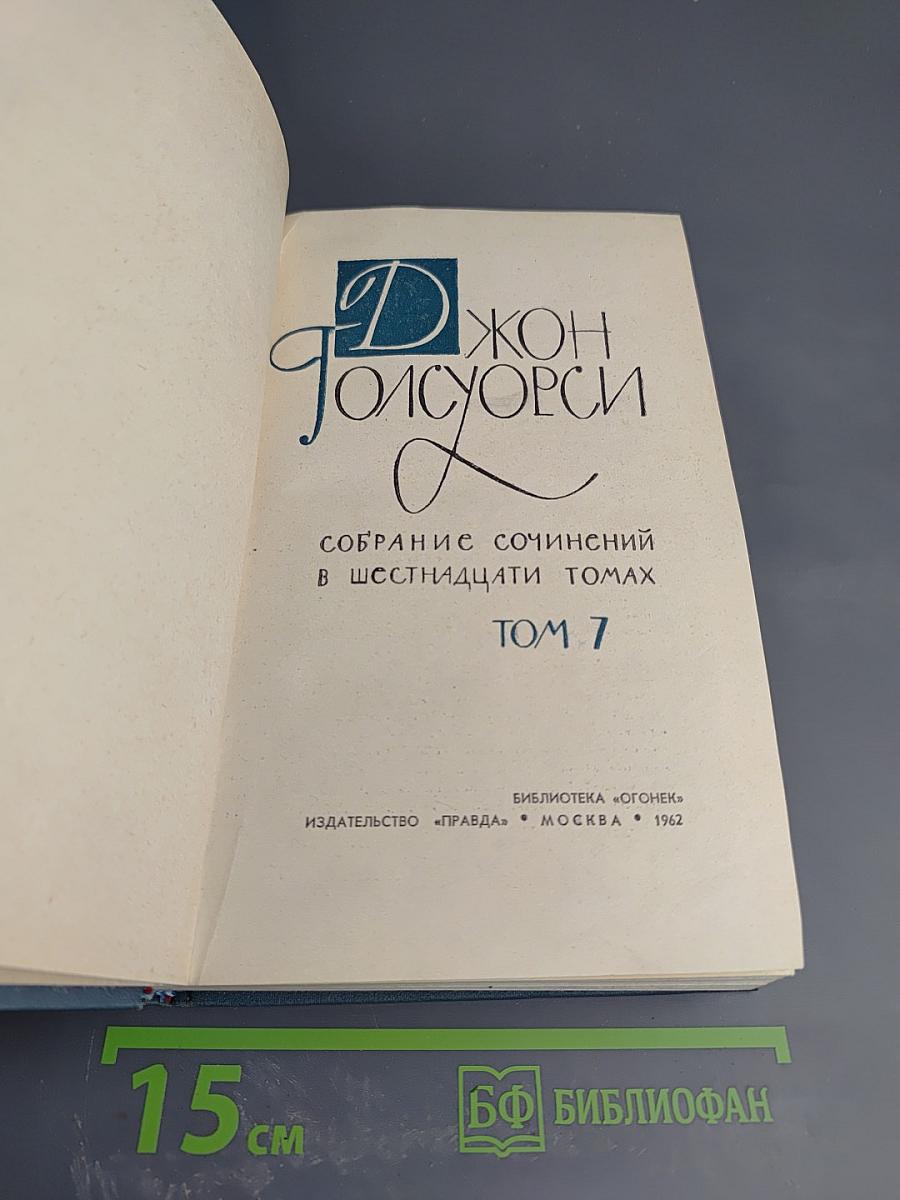 Джон
Голсуорси
СОБРАНИЕ СОЧИНЕНИЙ
В ШЕСТНАДЦАТИ ТОМАХ
ТОМ 7
БИБЛИОТЕКА «ОГОНЕК»
ИЗДАТЕЛЬСТВО «ПРАВДА» • МОСКВА • 1962
15 см
БФ БИБЛИОФАН